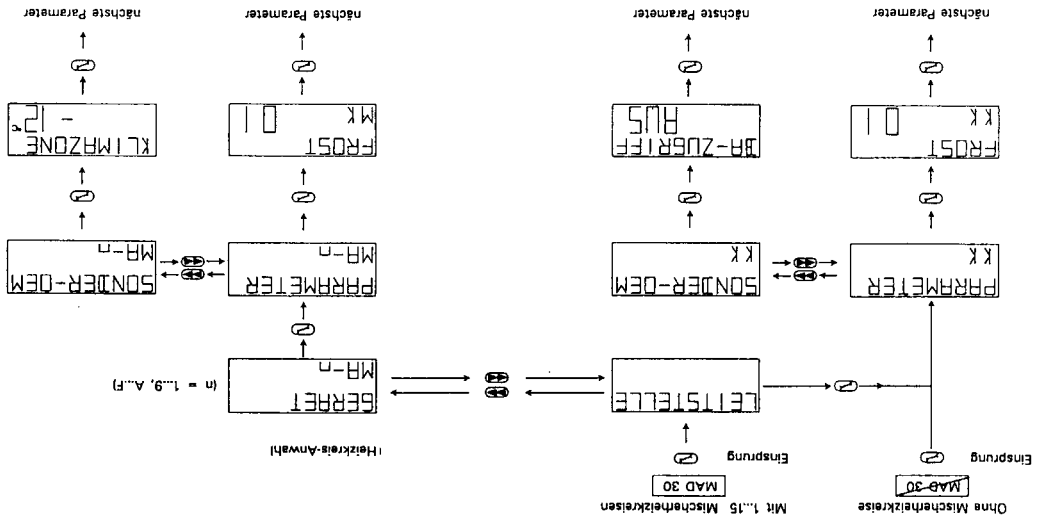 Ohne Mischerheizkreise
Mit 1...15 Mischerheizkreisen
MAD 30
MAD 30
Einsprung
Einsprung
Heizkreis-Anwahl
LEITSTELLE
GERAET
MA-n
(n = 1...9, A...F)
PARAMETER
KK
SONDER-OEM
KK
PARAMETER
MA-n
SONDER-OEM
MA-n
FROST
KK 01
BA-ZUGRIFF
AUS
FROST
MK 01
KLIMAZONE
-12 °C
nächste Parameter
nächste Parameter
nächste Parameter
nächste Parameter